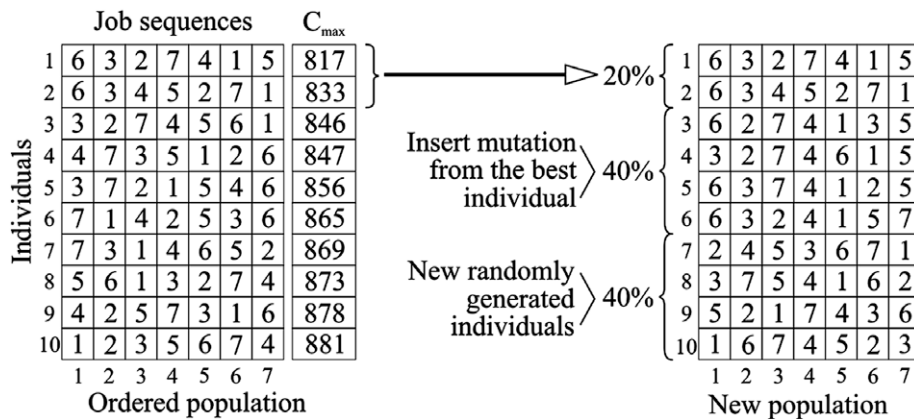 Job sequences
C max
Individuals
1 6 3 2 7 4 1 5 817
2 6 3 4 5 2 7 1 833
3 3 2 7 4 5 6 1 846
4 4 7 3 5 1 2 6 847
5 3 7 2 1 5 4 6 856
6 7 1 4 2 5 3 6 865
7 7 3 1 4 6 5 2 869
8 5 6 1 3 2 7 4 873
9 4 2 5 7 3 1 6 878
10 1 2 3 5 6 7 4 881
1 2 3 4 5 6 7
Ordered population
20%
Insert mutation
from the best
individual
40%
New randomly
generated
individuals
40%
1 6 3 2 7 4 1 5
2 6 3 4 5 2 7 1
3 6 2 7 4 1 3 5
4 3 2 7 4 6 1 5
5 6 3 7 4 1 2 5
6 6 3 2 4 1 5 7
7 2 4 5 3 6 7 1
8 3 7 5 4 1 6 2
9 5 2 1 7 4 3 6
10 1 6 7 4 5 2 3
1 2 3 4 5 6 7
New population